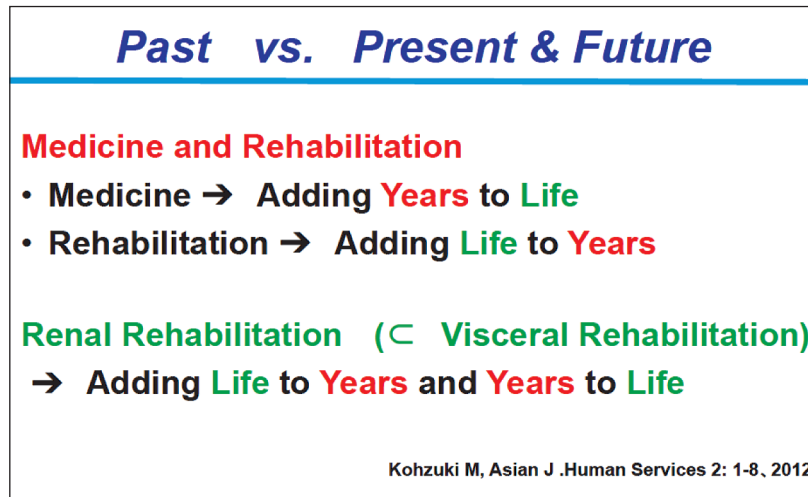 Past vs. Present & Future
Medicine and Rehabilitation
• Medicine ➔ Adding Years to Life
• Rehabilitation ➔ Adding Life to Years
Renal Rehabilitation (⊂ Visceral Rehabilitation)
➔ Adding Life to Years and Years to Life
Kohzuki M, Asian J .Human Services 2: 1-8、2012